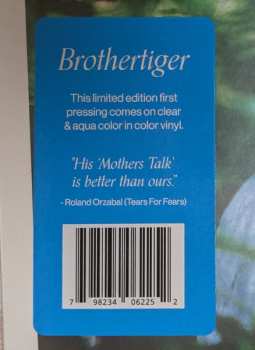 Brothertiger
This limited edition first
pressing comes on clear
& aqua color in color vinyl.
"His 'Mothers Talk'
is better than ours."
- Roland Orzabal (Tears For Fears)
7 98234 06225 2